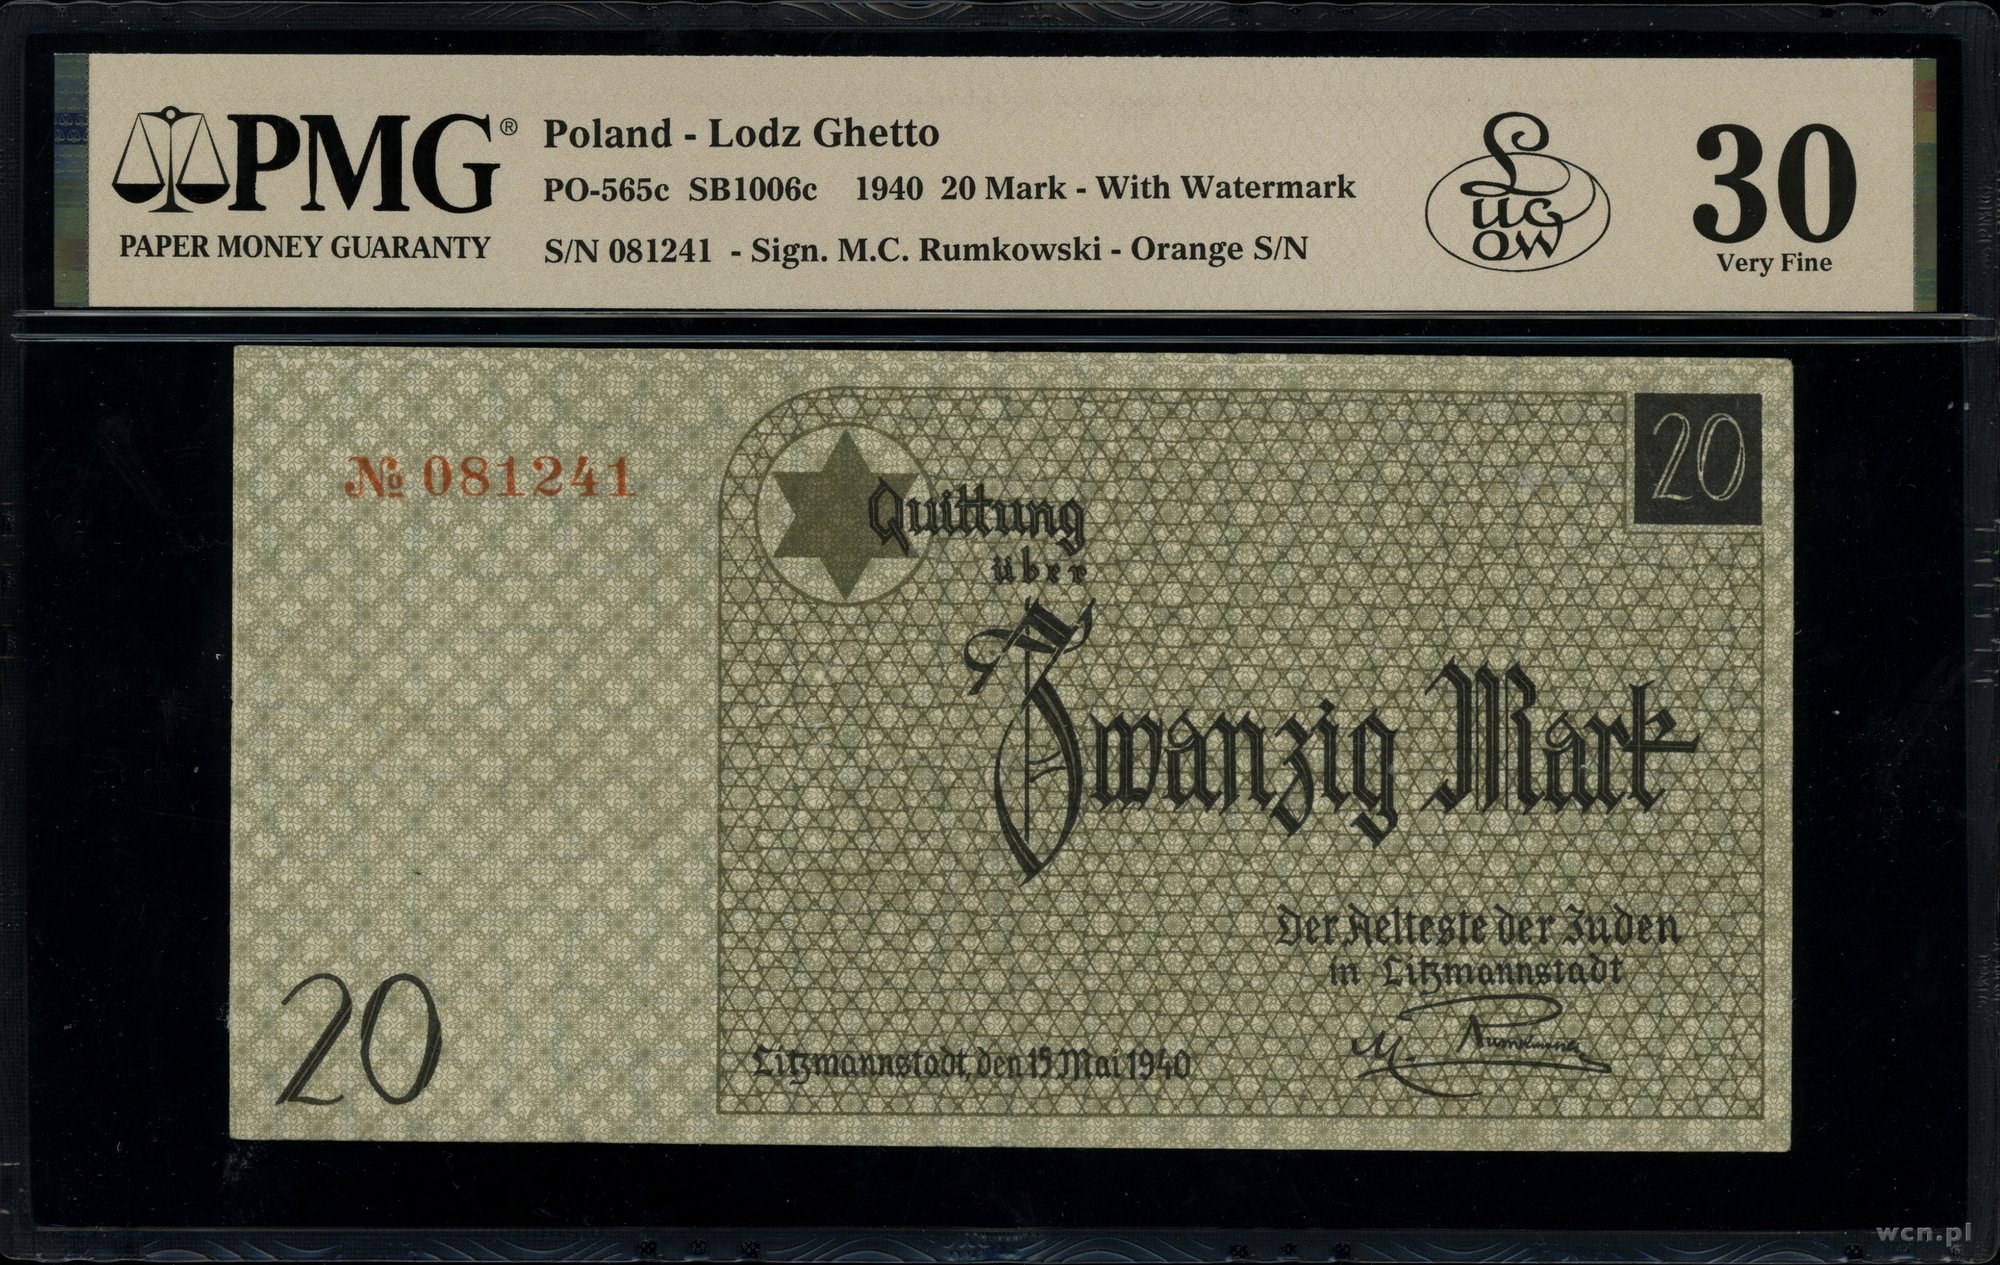 PMG®
PAPER MONEY GUARANTY
Poland - Lodz Ghetto
PO-565c SB1006c 1940 20 Mark - With Watermark
S/N 081241 - Sign. M.C. Rumkowski - Orange S/N
Lucow
30
Very Fine
№ 081241
20
Quittung
über
Zwanzig Mark
Der Aelteste der Juden
in Litzmannstadt
M. Rumkowski
Litzmannstadt, den 15 Mai 1940
20
wcn.pl